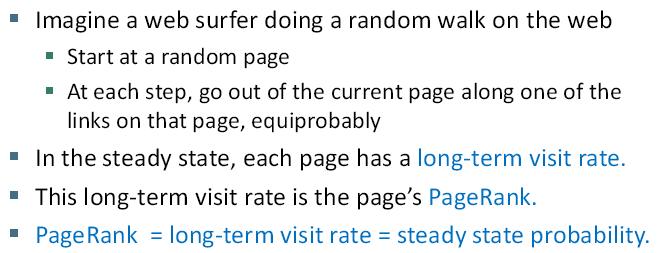 Imagine a web surfer doing a random walk on the web
Start at a random page
At each step, go out of the current page along one of the
links on that page, equiprobably
In the steady state, each page has a long-term visit rate.
This long-term visit rate is the page’s PageRank.
PageRank = long-term visit rate = steady state probability.